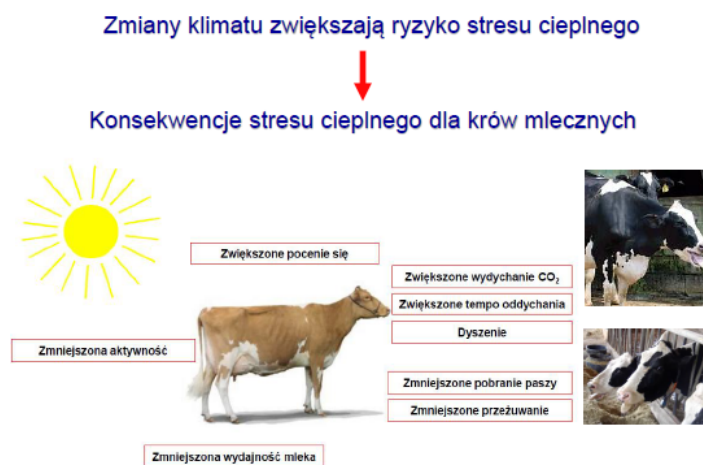 Zmiany klimatu zwiększają ryzyko stresu cieplnego
Konsekwencje stresu cieplnego dla krów mlecznych
Zwiększone pocenie się
Zwiększone wydychanie CO₂
Zwiększone tempo oddychania
Dyszenie
Zmniejszona aktywność
Zmniejszone pobranie paszy
Zmniejszone przeżuwanie
Zmniejszona wydajność mleka